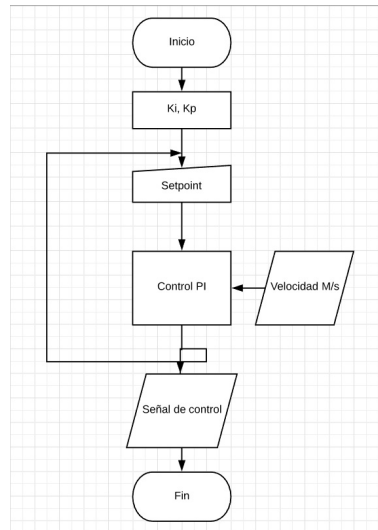 Inicio
Ki, Kp
Setpoint
Control PI
Velocidad M/s
Señal de control
Fin